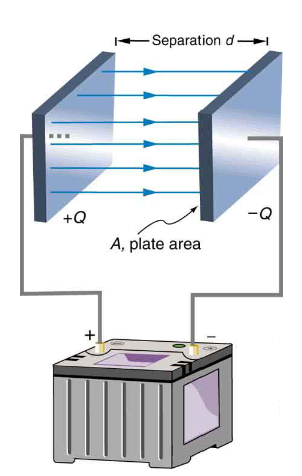 Separation d
+Q
−Q
A, plate area
+
−